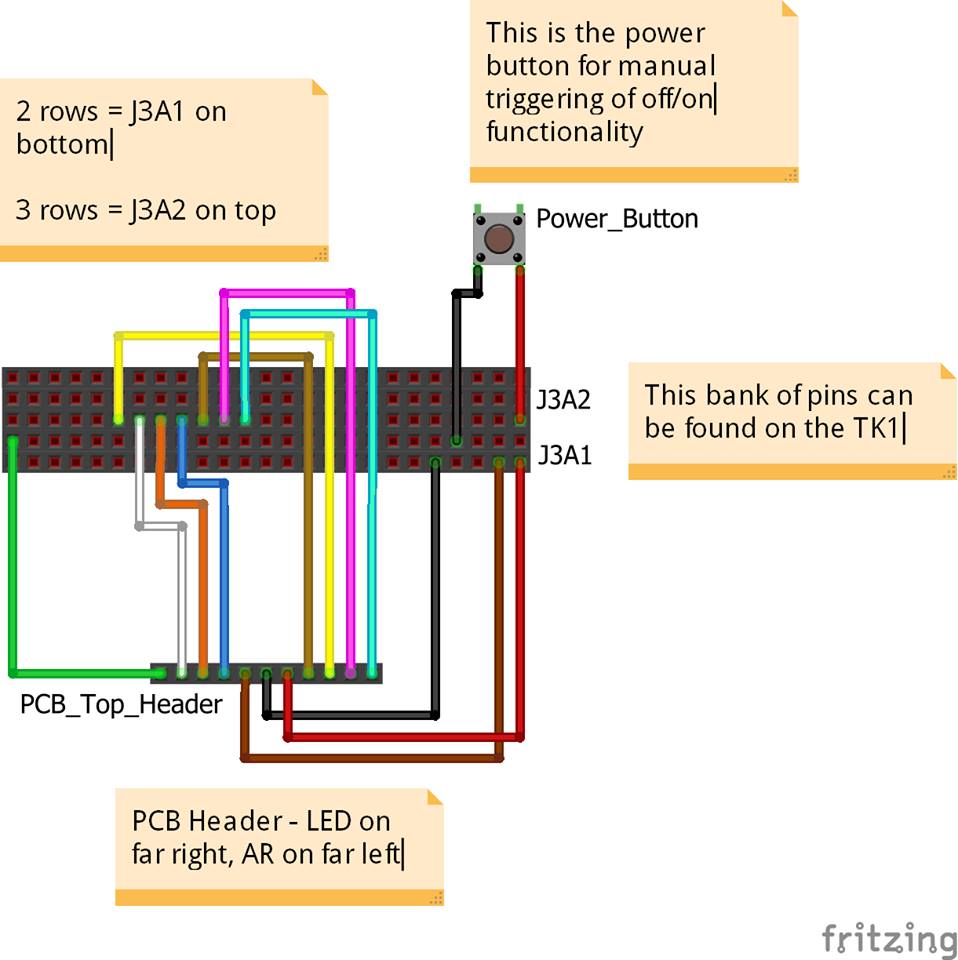 This is the power
button for manual
triggering of off/on
functionality
2 rows = J3A1 on
bottom
3 rows = J3A2 on top
Power_Button
J3A2
J3A1
This bank of pins can
be found on the TK1
PCB_Top_Header
PCB Header - LED on
far right, AR on far left
fritzing